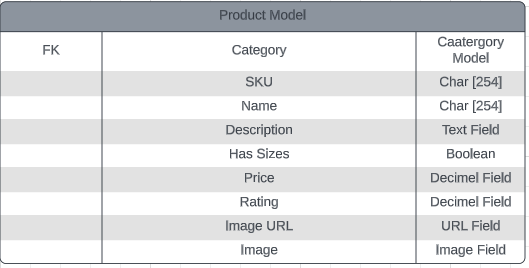 Product Model
FK Category Caatergory
Model
SKU Char [254]
Name Char [254]
Description Text Field
Has Sizes Boolean
Price Decimel Field
Rating Decimel Field
Image URL URL Field
Image Image Field